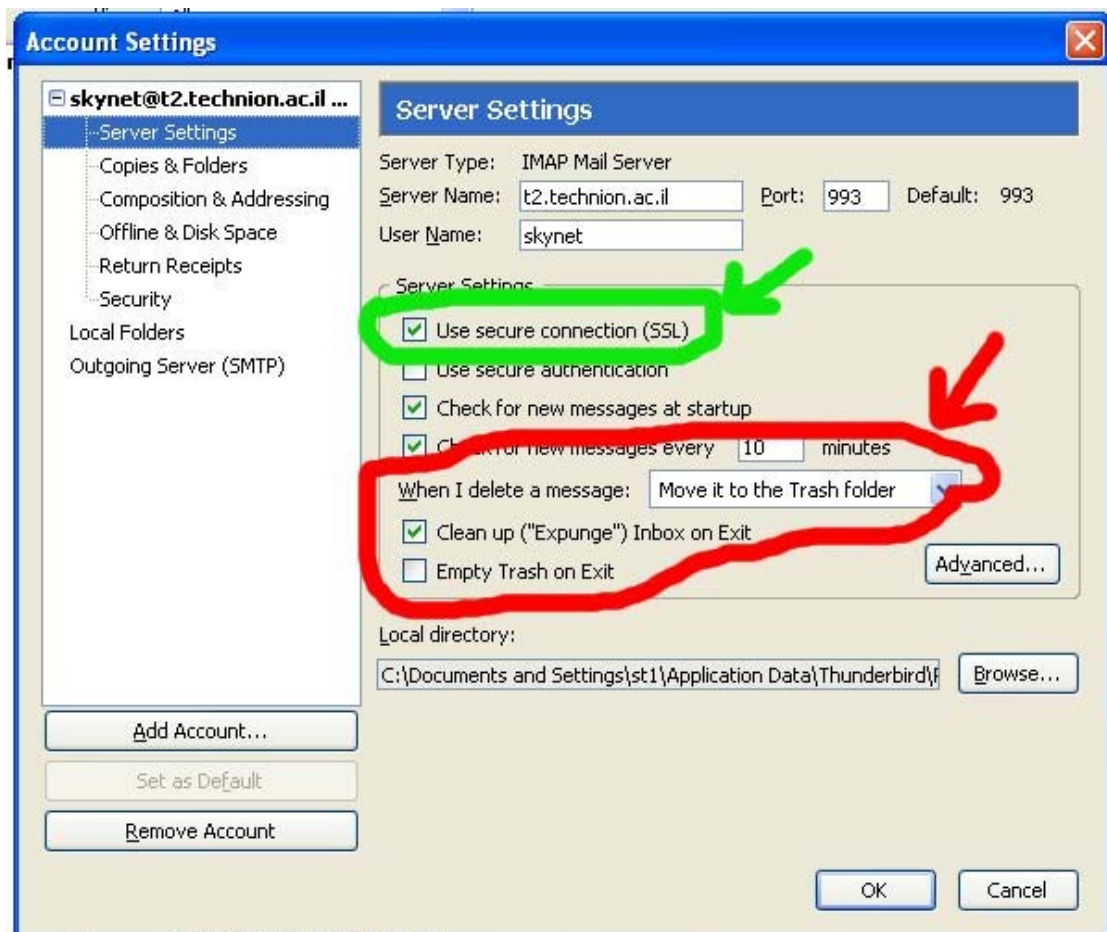 Account Settings
skynet@t2.technion.ac.il ...
Server Settings
Copies & Folders
Composition & Addressing
Offline & Disk Space
Return Receipts
Security
Local Folders
Outgoing Server (SMTP)
Add Account...
Set as Default
Remove Account
Server Settings
Server Type: IMAP Mail Server
Server Name: t2.technion.ac.il Port: 993 Default: 993
User Name: skynet
Server Settings
Use secure connection (SSL)
Use secure authentication
Check for new messages at startup
Check for new messages every 10 minutes
When I delete a message: Move it to the Trash folder
Clean up ("Expunge") Inbox on Exit
Empty Trash on Exit
Advanced...
Local directory:
C:\Documents and Settings\st1\Application Data\Thunderbird\
Browse...
OK Cancel